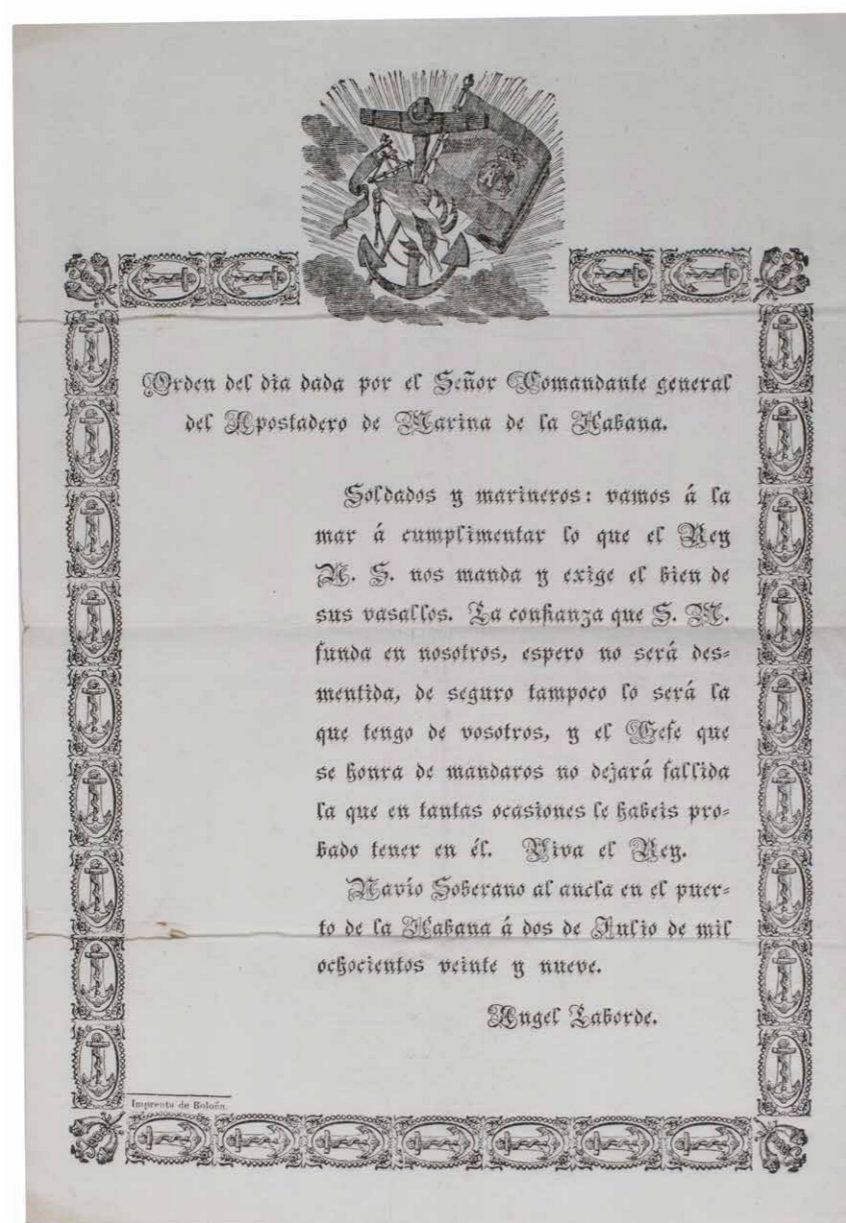 Orden del dia dada por el Señor Comandante general
del Apostadero de Marina de la Habana.
Soldados y marineros: vamos á la
mar á cumplimentar lo que el Rey
N. S. nos manda y exige el bien de
sus vasallos. La confianza que S. M.
funda en nosotros, espero no será des-
mentida, de seguro tampoco lo será la
que tengo de vosotros, y el Gefe que
se honra de mandaros no dejará fallida
la que en tantas ocasiones le habeis pro-
bado tener en él. Viva el Rey.
Navío Soberano al ancla en el puer-
to de la Habana á dos de Julio de mil
ochocientos veinte y nueve.
Angel Laborde.
Imprenta de Boloña.